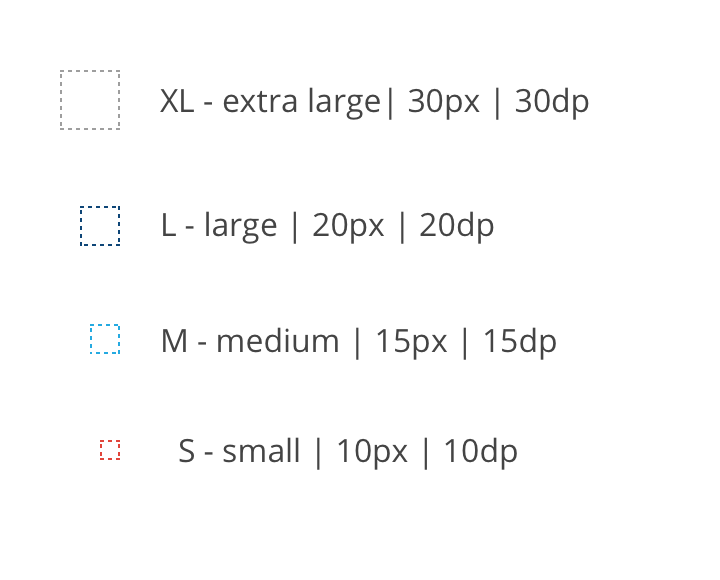 XL - extra large| 30px | 30dp
L - large | 20px | 20dp
M - medium | 15px | 15dp
S - small | 10px | 10dp